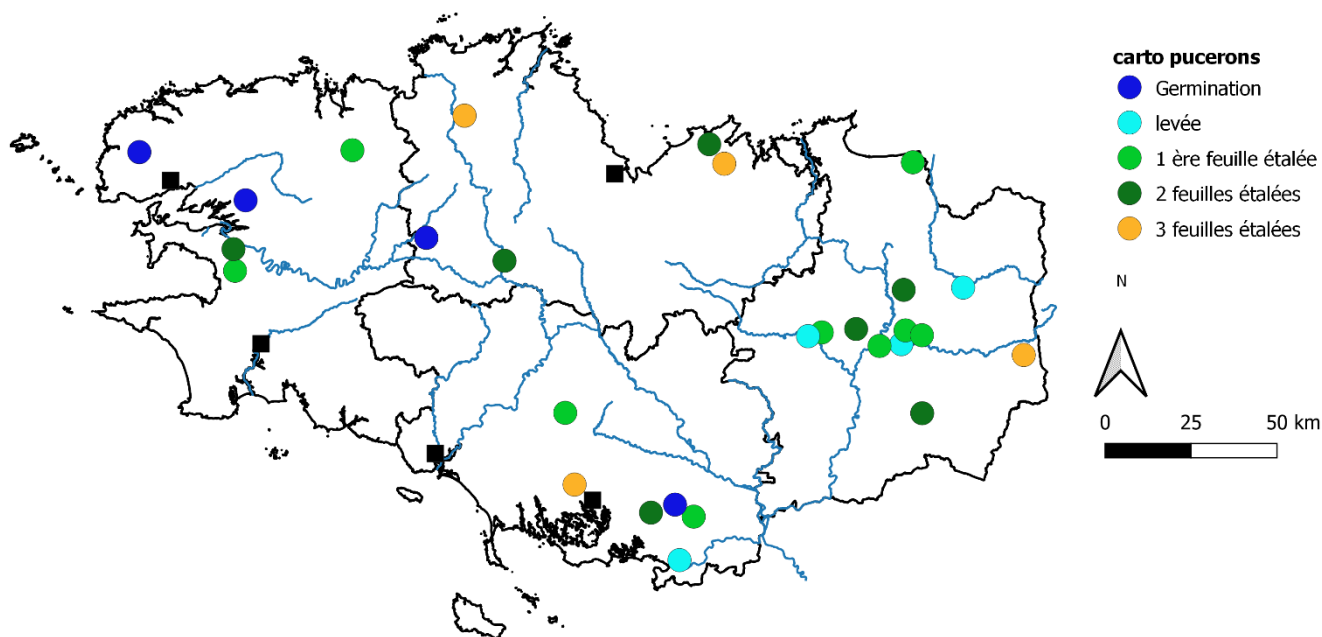 carto pucerons
Germination
levée
1 ère feuille étalée
2 feuilles étalées
3 feuilles étalées
N
0 25 50 km